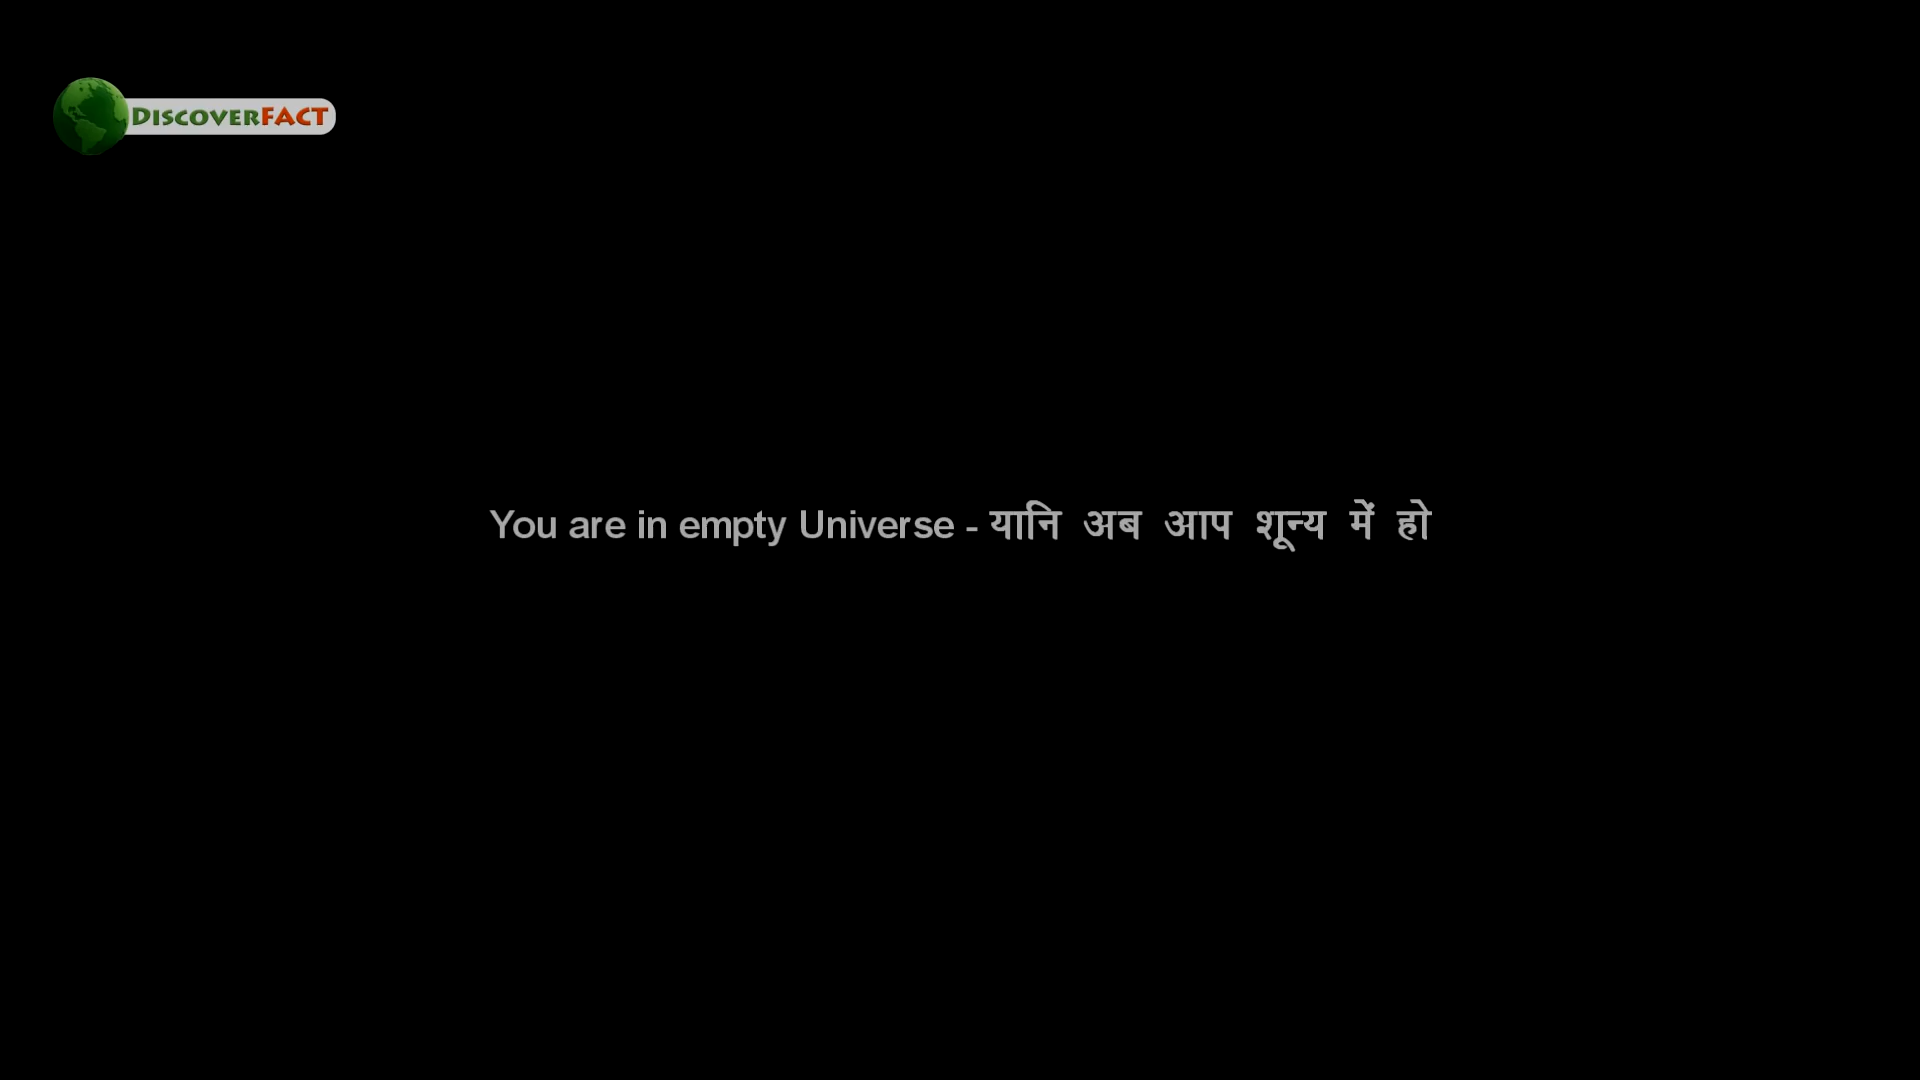 DISCOVERFACT
You are in empty Universe - यानि अब आप शून्य में हो